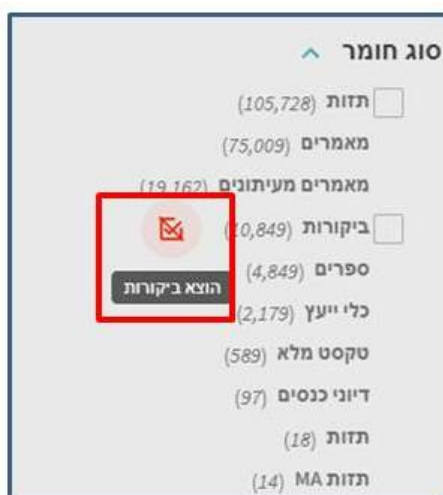 סוג חומר
תזות (105,728)
מאמרים (75,009)
מאמרים מעיתונים (19,162)
ביקורות (10,849)
הוצא ביקורות
ספרים (4,849)
כלי ייעץ (2,179)
טקסט מלא (589)
דיוני כנסים (97)
תזות (18)
תזות MA (14)